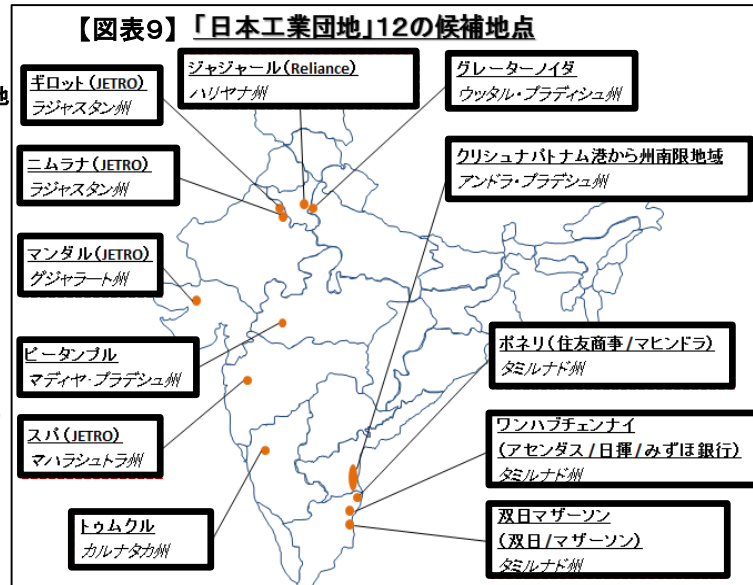 【図表9】「日本工業団地」12の候補地点
地
ギロット(JETRO)
ラジャスタン州
ジャジャール(Reliance)
ハリヤナ州
グレーターノイダ
ウッタル・プラディシュ州
ニムラナ(JETRO)
ラジャスタン州
クリシュナパトナム港から州南限地域
アンドラ・プラデシュ州
マンダル(JETRO)
グジャラート州
ピータンプル
マディヤ・プラデシュ州
ポネリ(住友商事/マヒンドラ)
タミルナド州
スパ(JETRO)
マハラシュトラ州
ワンハブチェンナイ
(アセンダス/日揮/みずほ銀行)
タミルナド州
トゥムクル
カルナタカ州
双日マザーソン
(双日/マザーソン)
タミルナド州